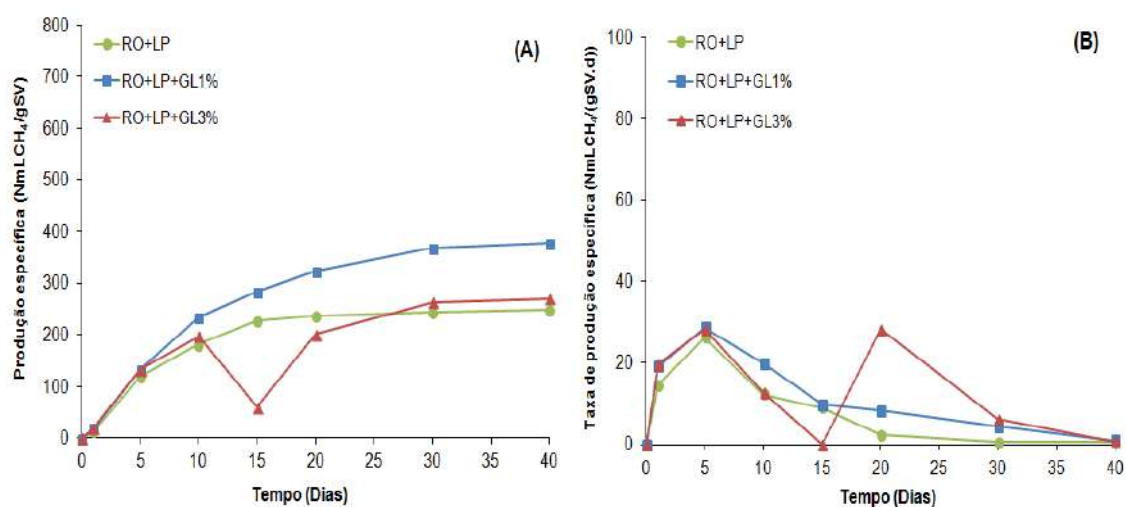 800
700
600
500
400
300
200
100
0
Produção específica (NmLCH₄/gSV)
RO+LP
RO+LP+GL1%
RO+LP+GL3%
(A)
0 5 10 15 20 25 30 35 40
Tempo (Dias)
100
80
60
40
20
0
Taxa de produção específica (NmLCH₄/(gSV.d))
RO+LP
RO+LP+GL1%
RO+LP+GL3%
(B)
0 5 10 15 20 25 30 35 40
Tempo (Dias)